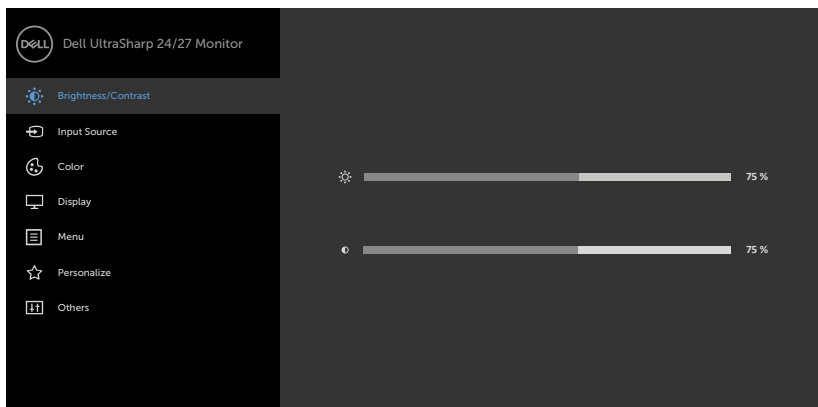 DELL
Dell UltraSharp 24/27 Monitor
Brightness/Contrast
Input Source
Color
Display
Menu
Personalize
Others
75 %
75 %